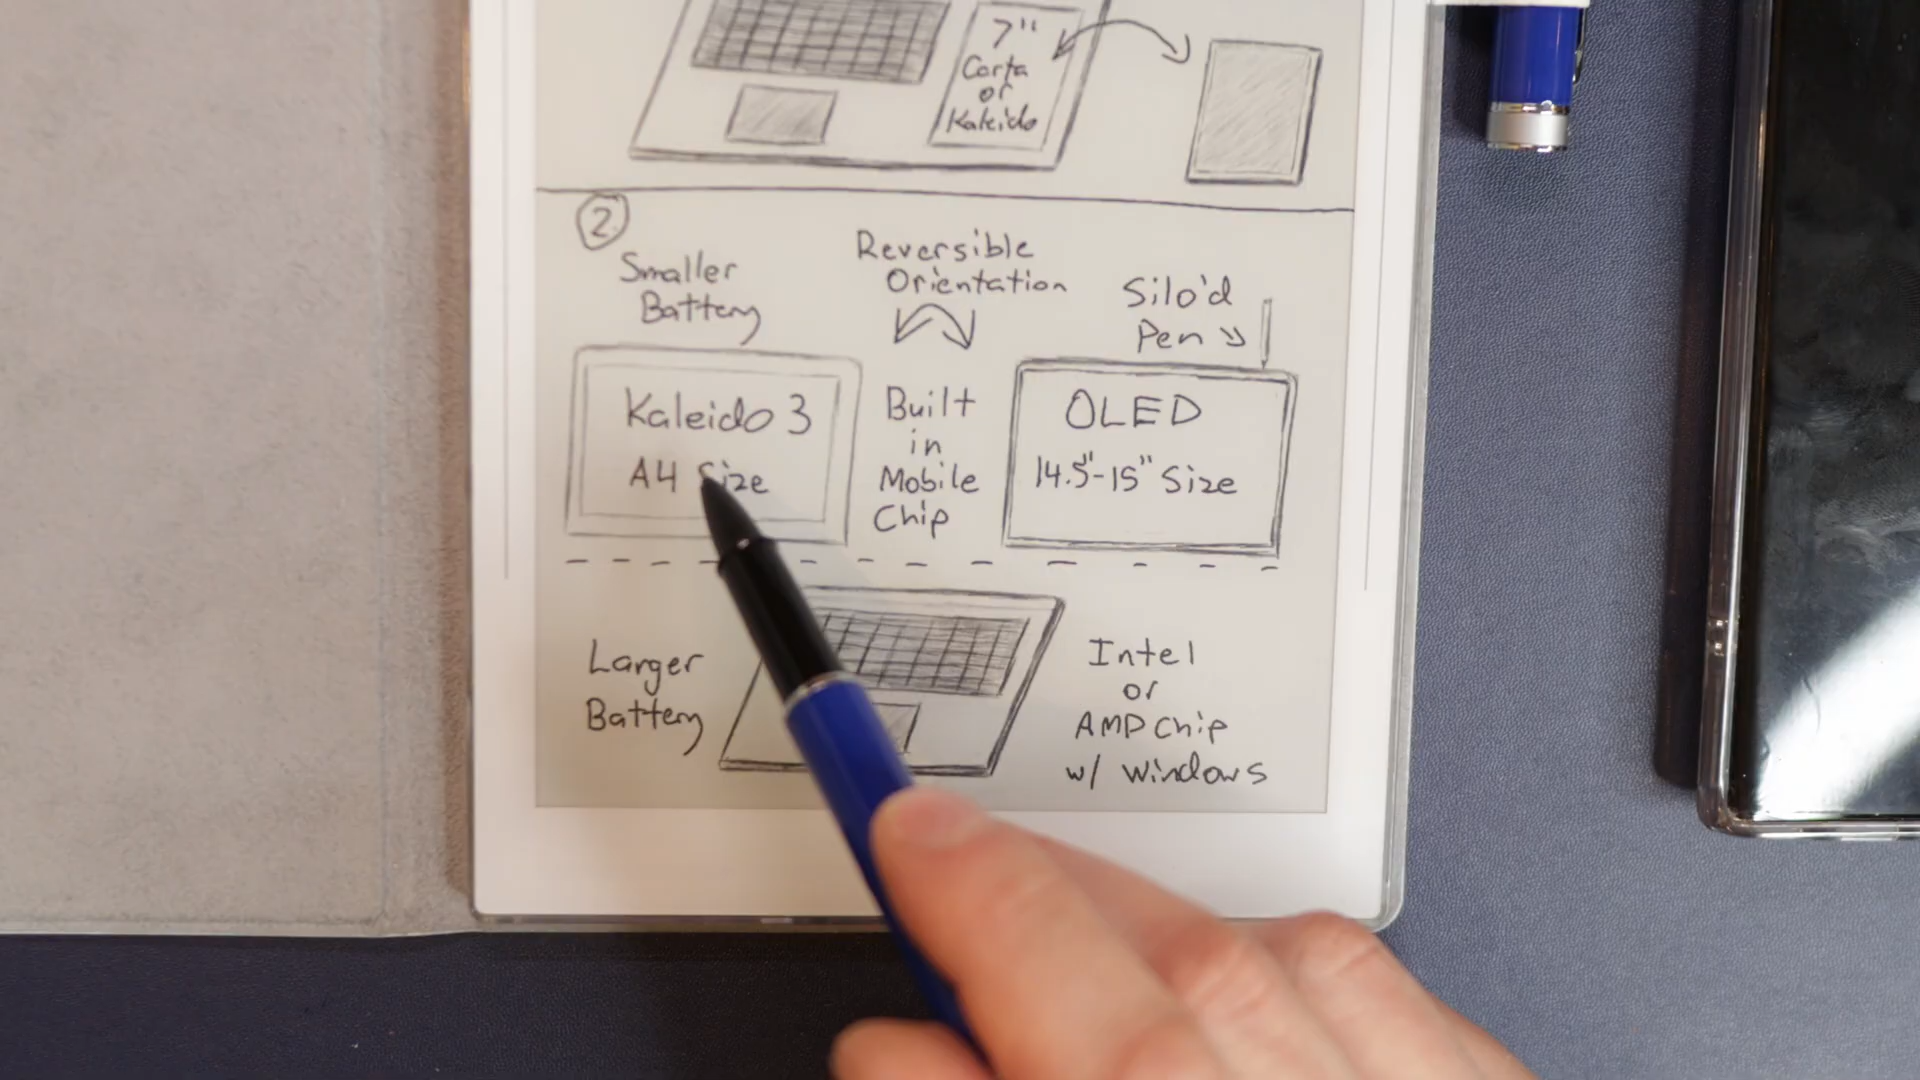 7"
Carta
or
Kaleido
2
Smaller
Battery
Reversible
Orientation
Silo'd
Pen
Kaleido 3
A4 Size
Built
in
Mobile
Chip
OLED
14.5"-15" Size
Larger
Battery
Intel
or
AMD Chip
w/ Windows